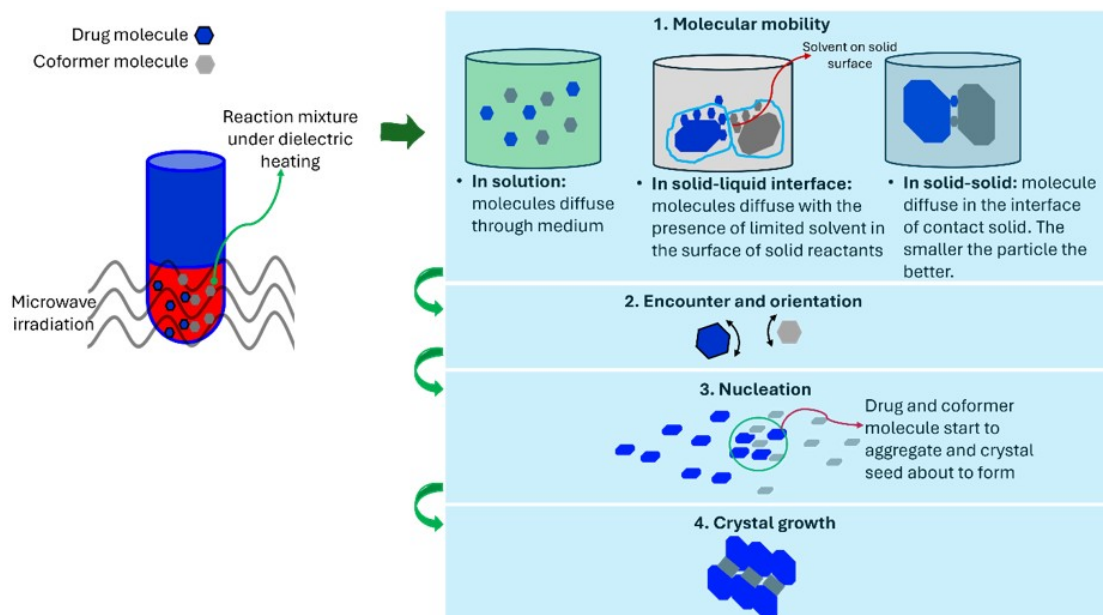 Drug molecule
Coformer molecule
Reaction mixture
under dielectric
heating
Microwave
irradiation
1. Molecular mobility
Solvent on solid
surface
• In solution:
molecules diffuse
through medium
• In solid-liquid interface:
molecules diffuse with the
presence of limited solvent in
the surface of solid reactants
• In solid-solid: molecule
diffuse in the interface
of contact solid. The
smaller the particle the
better.
2. Encounter and orientation
3. Nucleation
Drug and coformer
molecule start to
aggregate and crystal
seed about to form
4. Crystal growth